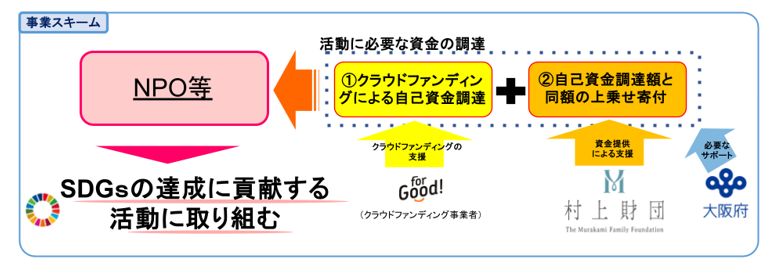 事業スキーム
活動に必要な資金の調達
NPO等
①クラウドファンディン
グによる自己資金調達
②自己資金調達額と
同額の上乗せ寄付
クラウドファンディングの
支援
資金提供
による支援
必要な
サポート
SDGsの達成に貢献する
活動に取り組む
for
Good!
(クラウドファンディング事業者)
村上財団
The Murakami Family Foundation
大阪府